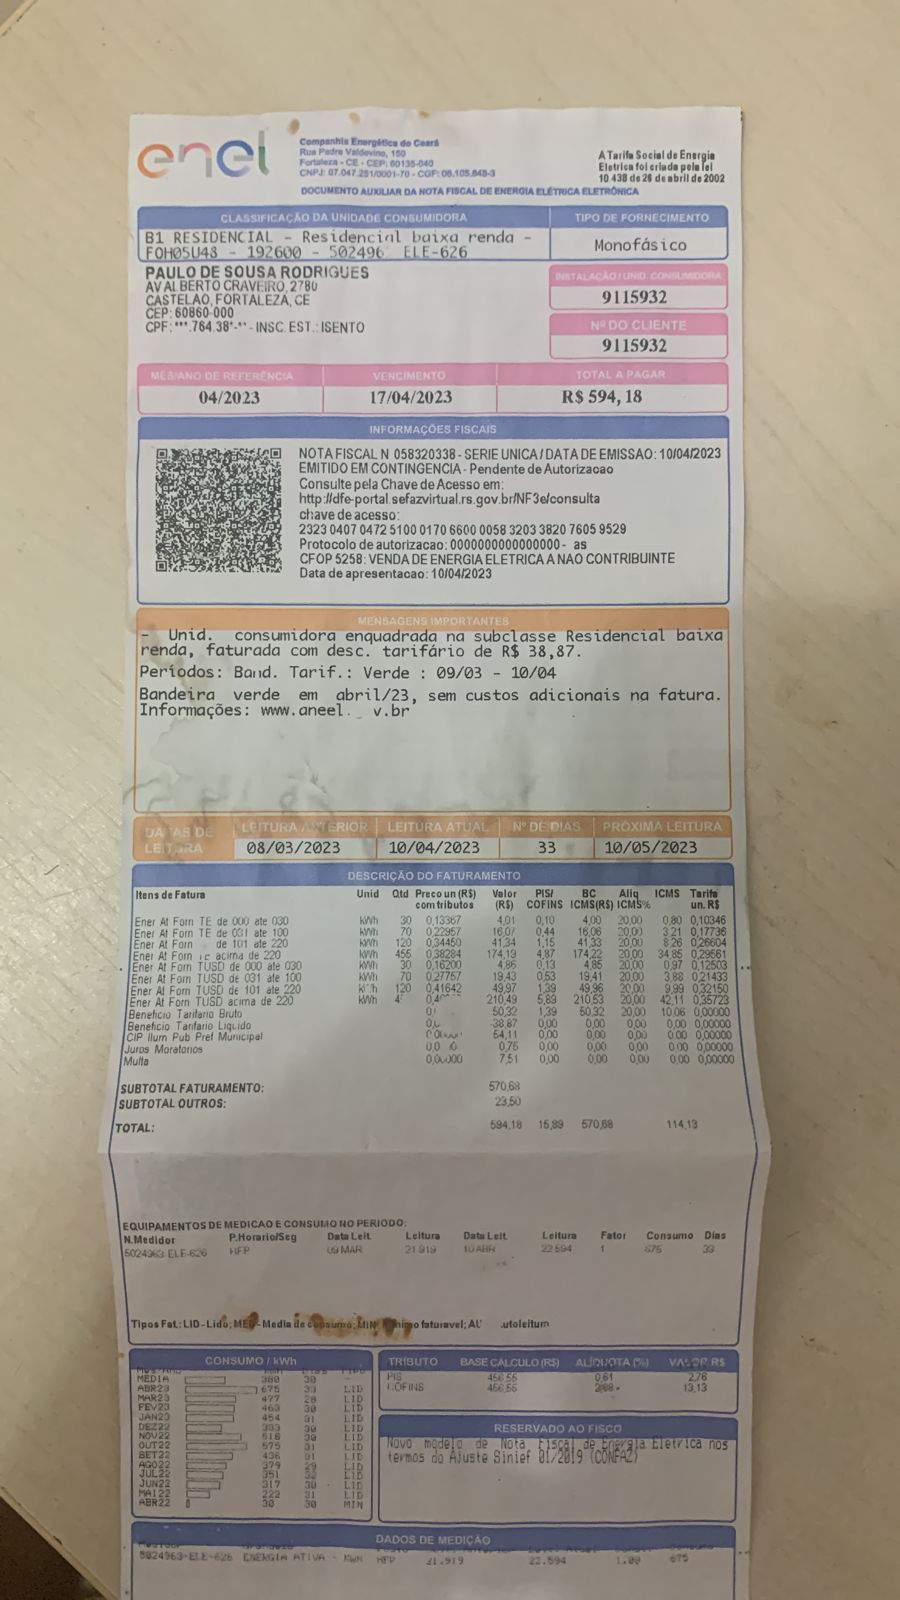 enel
Companhia Energética do Ceará
Rua Padre Valdevino, 150
Fortaleza - CE - CEP: 60135-040
CNPJ: 07.047.251/0001-70 - CGF: 06.105.848-3
A Tarifa Social de Energia
Eletrica foi criada pela lei
10.438 de 26 de abril de 2002
DOCUMENTO AUXILIAR DA NOTA FISCAL DE ENERGIA ELÉTRICA ELETRÔNICA
CLASSIFICAÇÃO DA UNIDADE CONSUMIDORA
TIPO DE FORNECIMENTO
B1 RESIDENCIAL - Residencial baixa renda -
FOH05U48 - 192600 - 502496 ELE-626
Monofásico
PAULO DE SOUSA RODRIGUES
AV ALBERTO CRAVEIRO, 2780
CASTELAO, FORTALEZA, CE
CEP: 60860-000
CPF: ***.764.38*-** - INSC. EST.: ISENTO
INSTALAÇÃO / UNID. CONSUMIDORA
9115932
Nº DO CLIENTE
9115932
MÊS/ANO DE REFERÊNCIA VENCIMENTO TOTAL A PAGAR
04/2023 17/04/2023 R$ 594,18
INFORMAÇÕES FISCAIS
NOTA FISCAL N 058320338 - SERIE UNICA / DATA DE EMISSAO: 10/04/2023
EMITIDO EM CONTINGENCIA - Pendente de Autorizacao
Consulte pela Chave de Acesso em:
http://dfe-portal.sefazvirtual.rs.gov.br/NF3e/consulta
chave de acesso:
2323 0407 0472 5100 0170 6600 0058 3203 3820 7605 9529
Protocolo de autorizacao: 0000000000000000 - as
CFOP 5258: VENDA DE ENERGIA ELETRICA A NAO CONTRIBUINTE
Data de apresentacao: 10/04/2023
MENSAGENS IMPORTANTES
- Unid. consumidora enquadrada na subclasse Residencial baixa
renda, faturada com desc. tarifário de R$ 38,87.
Períodos: Band. Tarif.: Verde : 09/03 - 10/04
Bandeira verde em abril/23, sem custos adicionais na fatura.
Informações: www.aneel. v.br
DATAS DE LEITURA LEITURA ANTERIOR LEITURA ATUAL Nº DE DIAS PRÓXIMA LEITURA
08/03/2023 10/04/2023 33 10/05/2023
DESCRIÇÃO DO FATURAMENTO
Itens de Fatura Unid Qtd Preco un (R$) com tributos Valor (R$) PIS/COFINS BC ICMS(R$) Aliq ICMS% ICMS Tarifa un. R$
Ener At Forn TE de 000 ate 030 kWh 30 0,13367 4,01 0,10 4,00 20,00 0,80 0,10346
Ener At Forn TE de 031 ate 100 kWh 70 0,22957 16,07 0,44 16,06 20,00 3,21 0,17736
Ener At Forn de 101 ate 220 kWh 120 0,34450 41,34 1,15 41,33 20,00 8,26 0,26604
Ener At Forn acima de 220 kWh 455 0,38284 174,19 4,87 174,22 20,00 34,85 0,29561
Ener At Forn TUSD de 000 ate 030 kWh 30 0,16200 4,86 0,13 4,85 20,00 0,97 0,12503
Ener At Forn TUSD de 031 ate 100 kWh 70 0,27757 19,43 0,53 19,41 20,00 3,88 0,21433
Ener At Forn TUSD de 101 ate 220 120 0,41642 49,97 1,39 49,96 20,00 9,99 0,32150
Ener At Forn TUSD acima de 220 kWh 210,49 5,89 210,53 20,00 42,11 0,35723
Beneficio Tarifario Bruto 50,32 1,39 50,32 20,00 10,06 0,00000
Beneficio Tarifario Liquido -38,87 0,00 0,00 0,00 0,00 0,00000
CIP Ilum Pub Pref Municipal 54,11 0,00 0,00 0,00 0,00 0,00000
Juros Moratorios 0,75 0,00 0,00 0,00 0,00 0,00000
Multa 0,00000 7,51 0,00 0,00 0,00 0,00 0,00000
SUBTOTAL FATURAMENTO: 570,68
SUBTOTAL OUTROS: 23,50
TOTAL: 594,18 15,89 570,68 114,13
EQUIPAMENTOS DE MEDICAO E CONSUMO NO PERIODO:
N.Medidor P.Horario/Seg Data Leit. Leitura Data Leit. Leitura Fator Consumo Dias
5024963-ELE-626 HFP 09 MAR 21 919 10 ABR 22 594 1 675 33
Tipos Fat.: LID - Lido; MED - Media de consumo; MIN - Minimo faturavel; utoleitura
CONSUMO / kWh
MEDIA 380 30 -
ABR23 675 33 LID
MAR23 477 28 LID
FEV23 463 30 LID
JAN23 454 31 LID
DEZ22 30 LID
NOV22 518 30 LID
OUT22 575 31 LID
SET22 436 31 LID
AGO22 379 29 LID
JUL22 351 32 LID
JUN22 317 30 LID
MAI22 222 31 LID
ABR22 30 30 MIN
TRIBUTO BASE CÁLCULO (R$) ALÍQUOTA (%) VALOR R$
PIS 456,55 0,61 2,76
COFINS 456,55 13,13
RESERVADO AO FISCO
Novo modelo de Nota Fiscal de Energia Eletrica nos
termos do Ajuste Sinief 01/2019 (CONFAZ)
DADOS DE MEDIÇÃO
5024963-ELE-626 ENERGIA ATIVA - KWH HFP 21.919 22.594 1.00 675